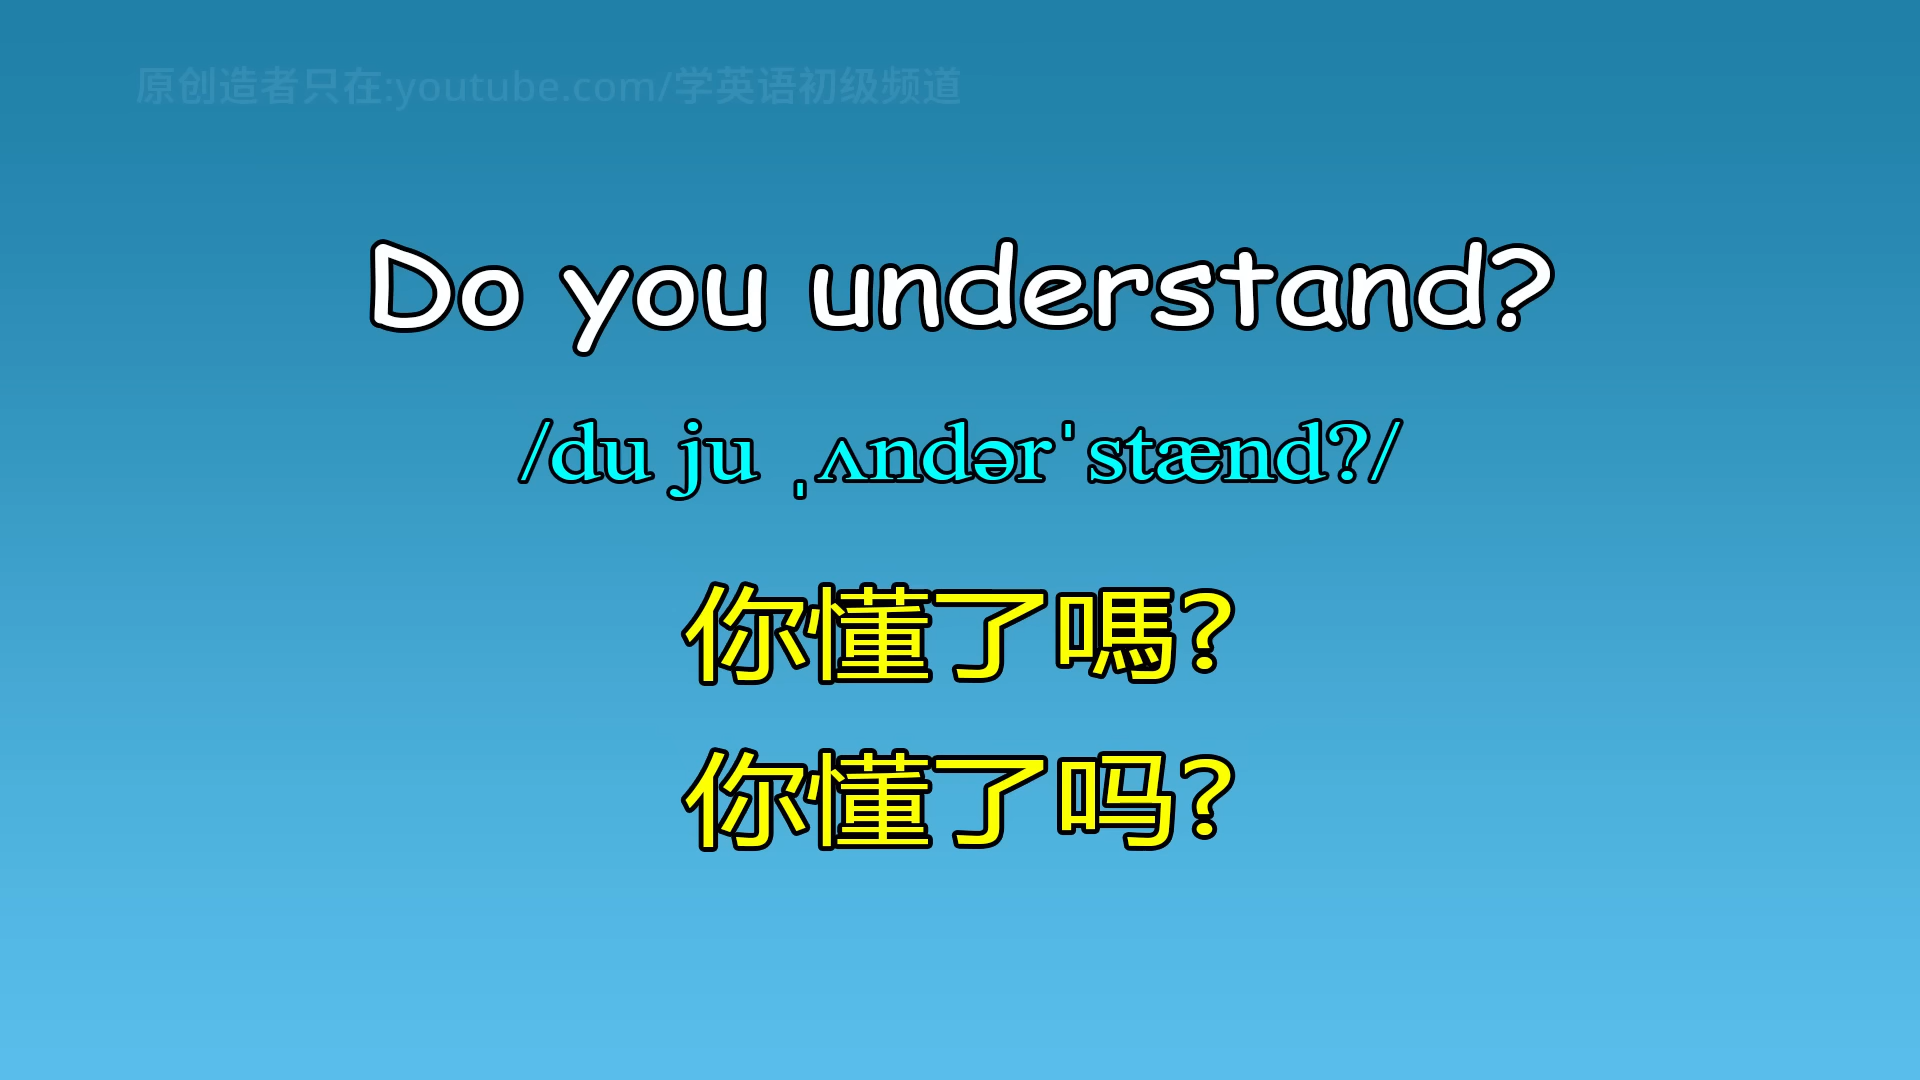 原创造者只在:youtube.com/学英语初级频道
Do you understand?
/du ju ˌʌndərˈstænd?/
你懂了嗎?
你懂了吗?